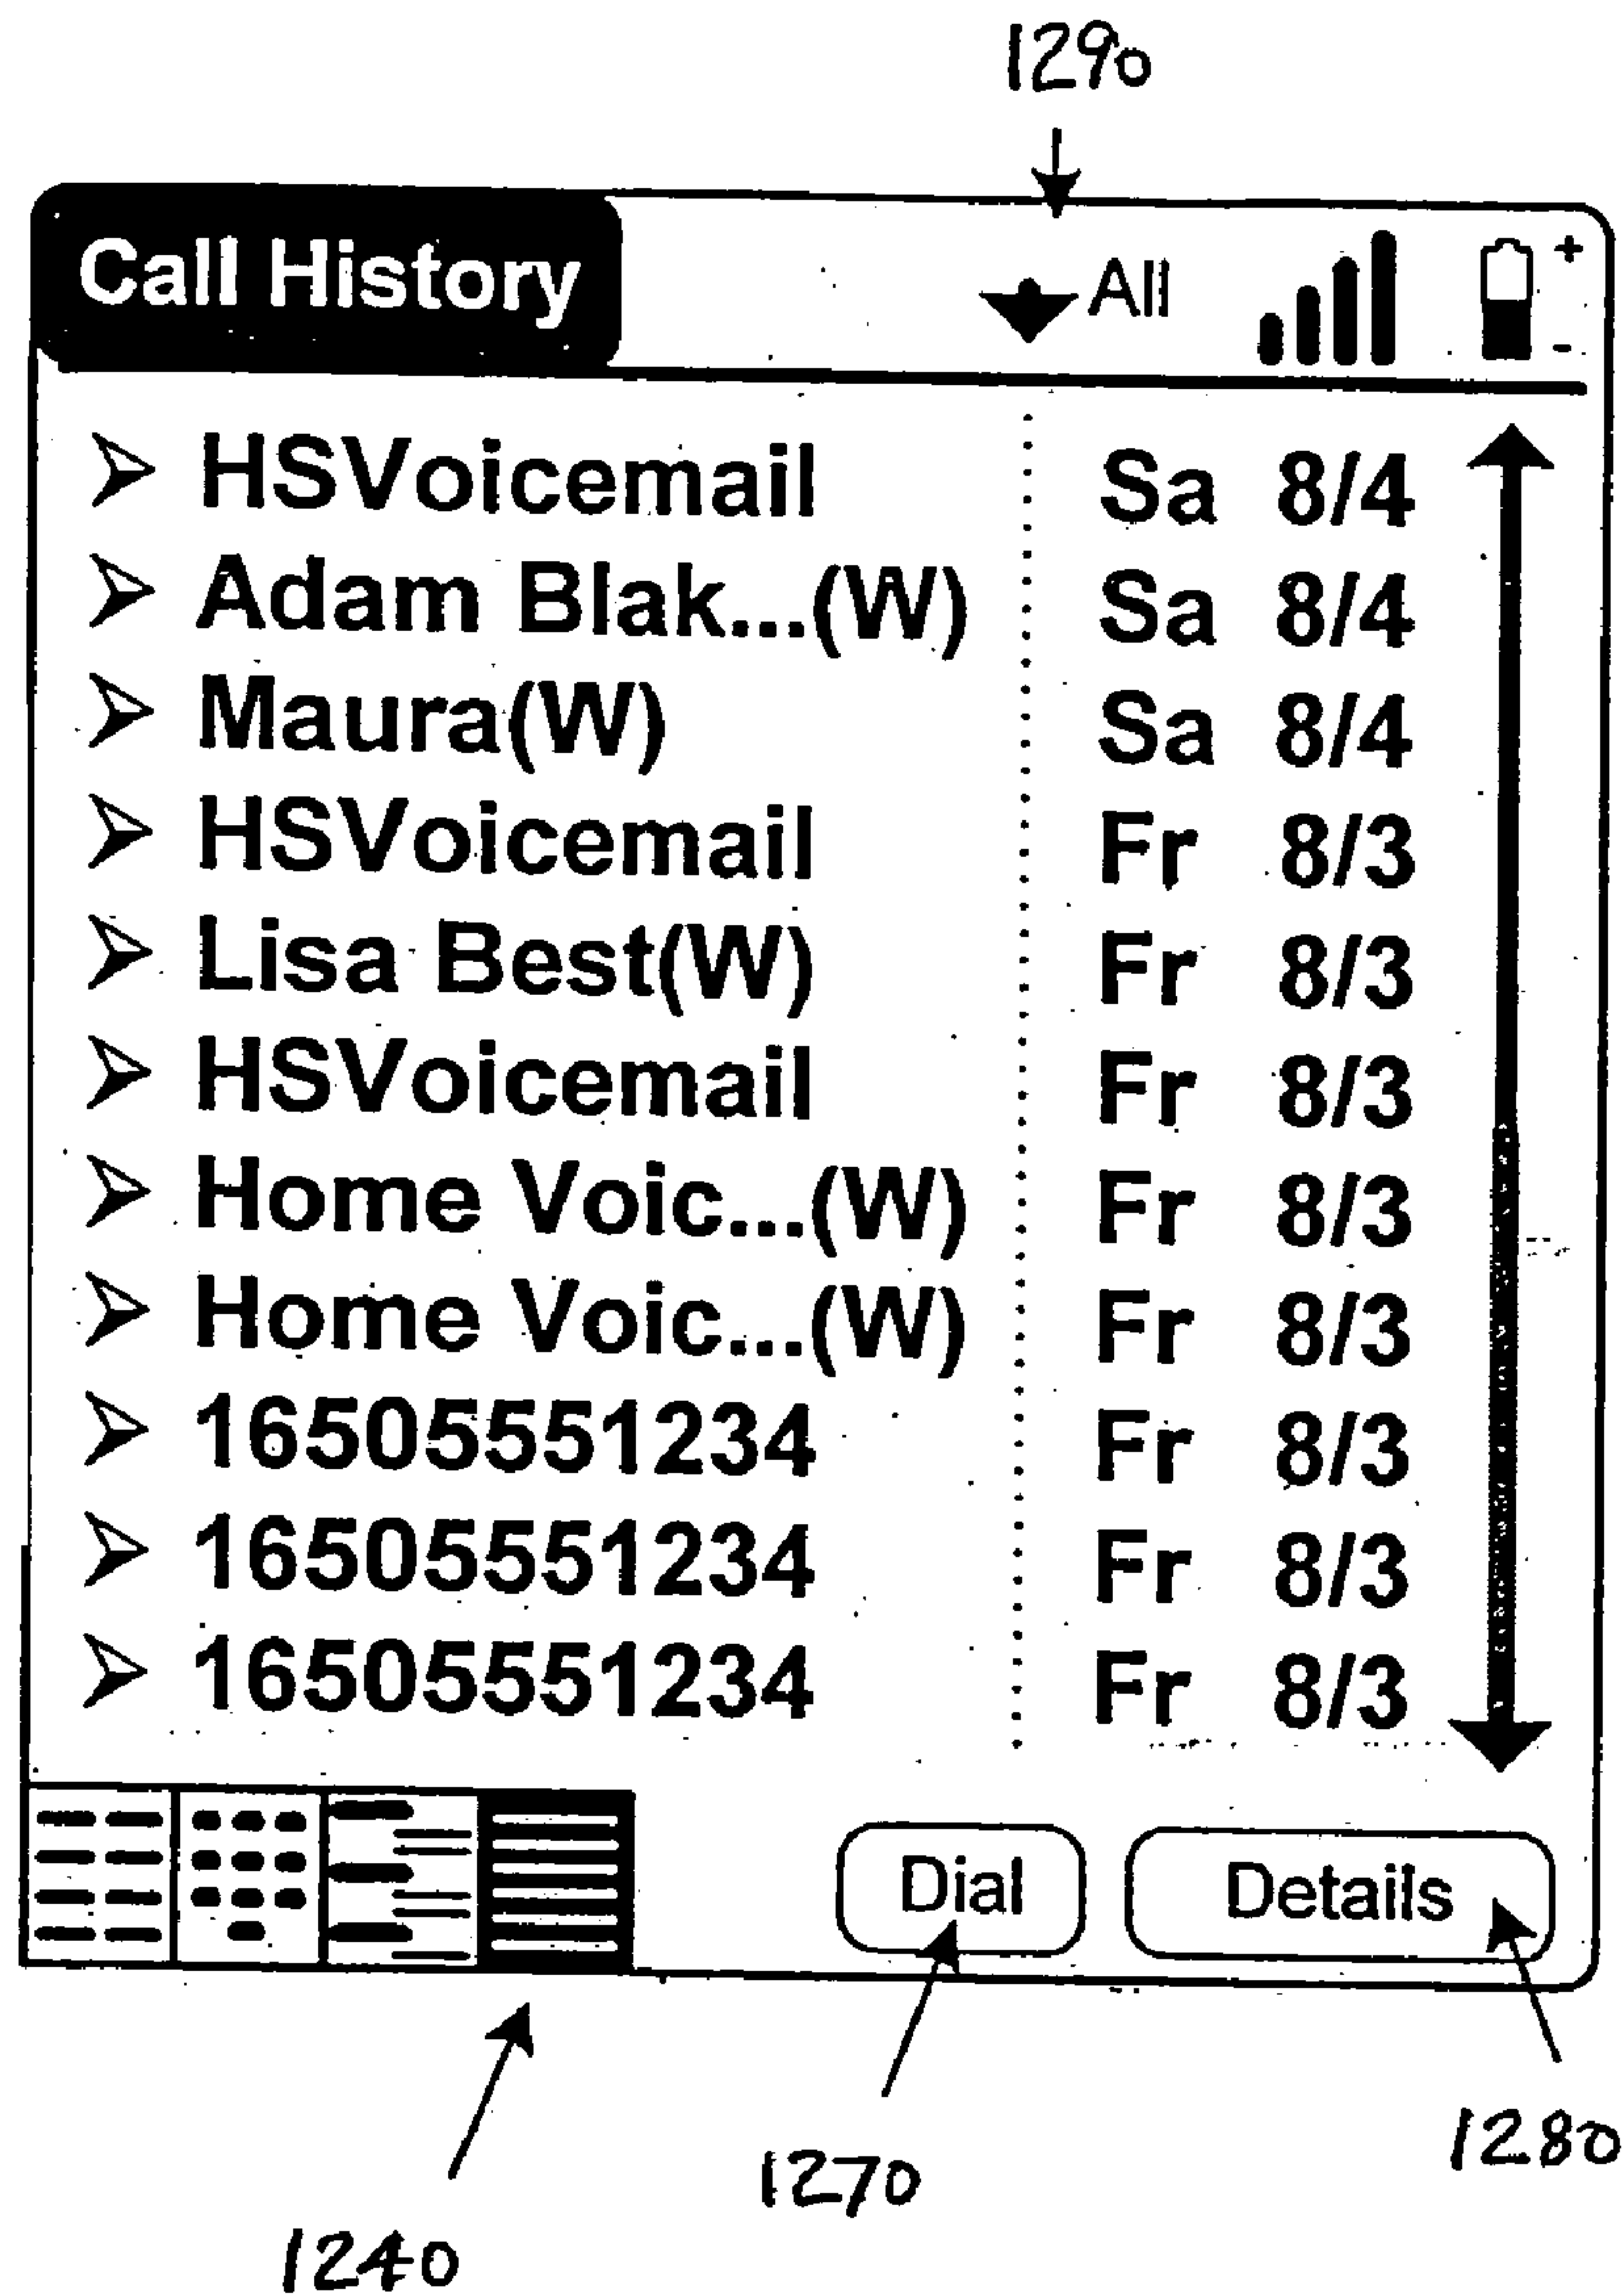 1290
Call History All + -
HSVoicemail Sa 8/4
Adam Blak...(W) Sa 8/4
Maura(W) Sa 8/4
HSVoicemail Fr 8/3
Lisa Best(W) Fr 8/3
HSVoicemail Fr 8/3
Home Voic...(W) Fr 8/3
Home Voic...(W) Fr 8/3
16505551234 Fr 8/3
16505551234 Fr 8/3
16505551234 Fr 8/3
Dial Details
1280
1270
1240